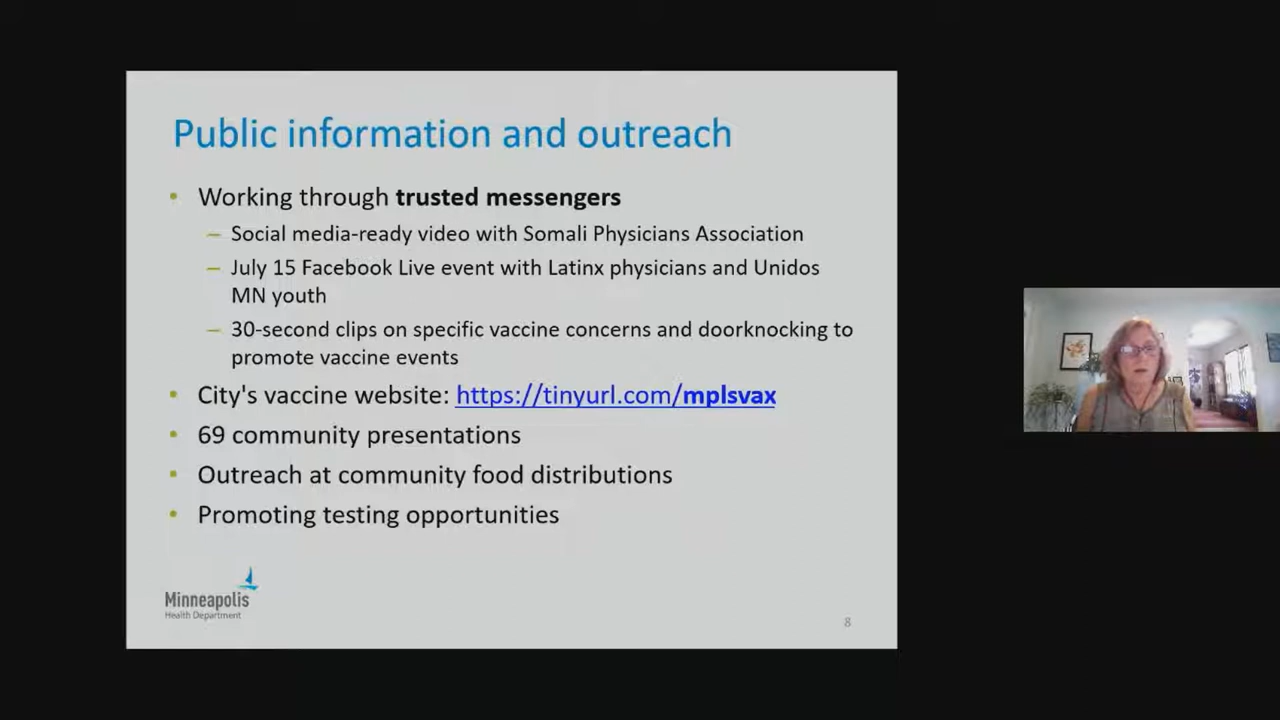 Public information and outreach
• Working through trusted messengers
– Social media-ready video with Somali Physicians Association
– July 15 Facebook Live event with Latinx physicians and Unidos
MN youth
– 30-second clips on specific vaccine concerns and doorknocking to
promote vaccine events
• City's vaccine website: https://tinyurl.com/mplsvax
• 69 community presentations
• Outreach at community food distributions
• Promoting testing opportunities
Minneapolis
Health Department
8